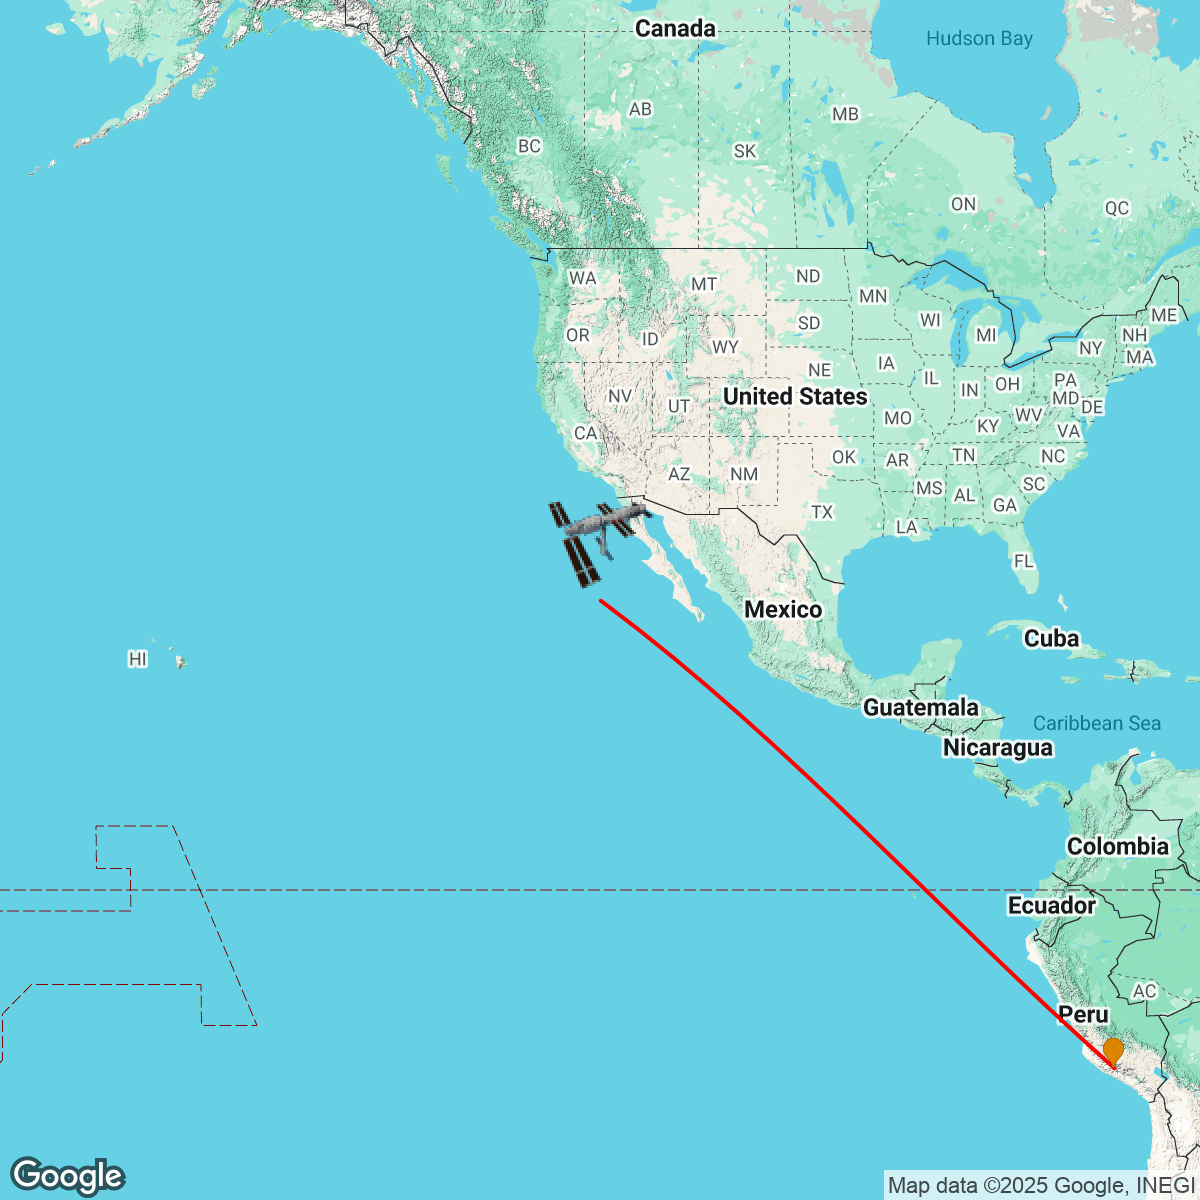 Canada
Hudson Bay
AB
MB
BC
SK
ON
QC
WA
MT
ND
MN
ME
OR
ID
SD
WI
MI
NH
NY
WY
MA
NE
IA
IL
IN
OH
PA
NV
UT
United States
MD
DE
CA
MO
KY
WV
VA
AZ
NM
OK
AR
TN
NC
MS
AL
SC
GA
TX
LA
FL
Mexico
Cuba
HI
Guatemala
Caribbean Sea
Nicaragua
Colombia
Ecuador
AC
Peru
Google
Map data ©2025 Google, INEGI